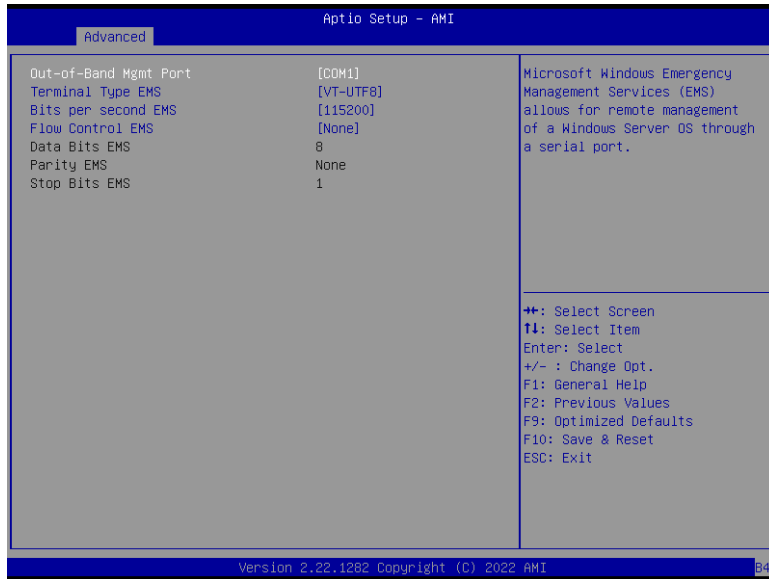 Aptio Setup – AMI
Advanced
Out-of-Band Mgmt Port [COM1]
Terminal Type EMS [VT-UTF8]
Bits per second EMS [115200]
Flow Control EMS [None]
Data Bits EMS 8
Parity EMS None
Stop Bits EMS 1
Microsoft Windows Emergency
Management Services (EMS)
allows for remote management
of a Windows Server OS through
a serial port.
→←: Select Screen
↑↓: Select Item
Enter: Select
+/- : Change Opt.
F1: General Help
F2: Previous Values
F9: Optimized Defaults
F10: Save & Reset
ESC: Exit
Version 2.22.1282 Copyright (C) 2022 AMI
B4